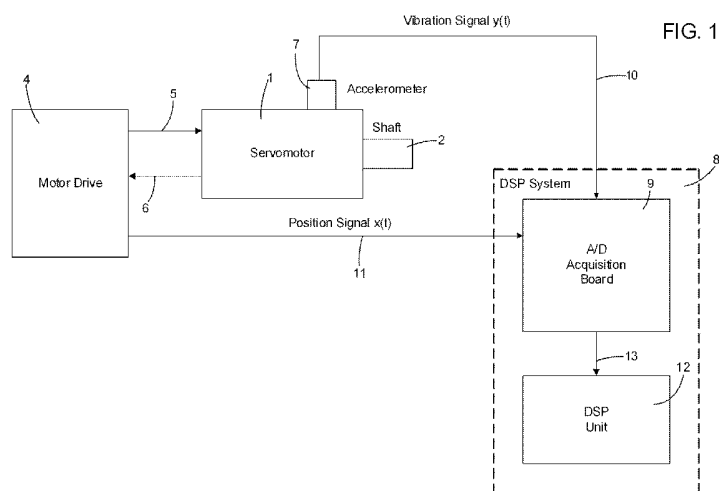 Vibration Signal y(t)
FIG. 1
7
4
1
10
5
Accelerometer
Shaft
2
Servomotor
Motor Drive
8
DSP System
6
9
Position Signal x(t)
11
A/D
Acquisition
Board
13
12
DSP
Unit